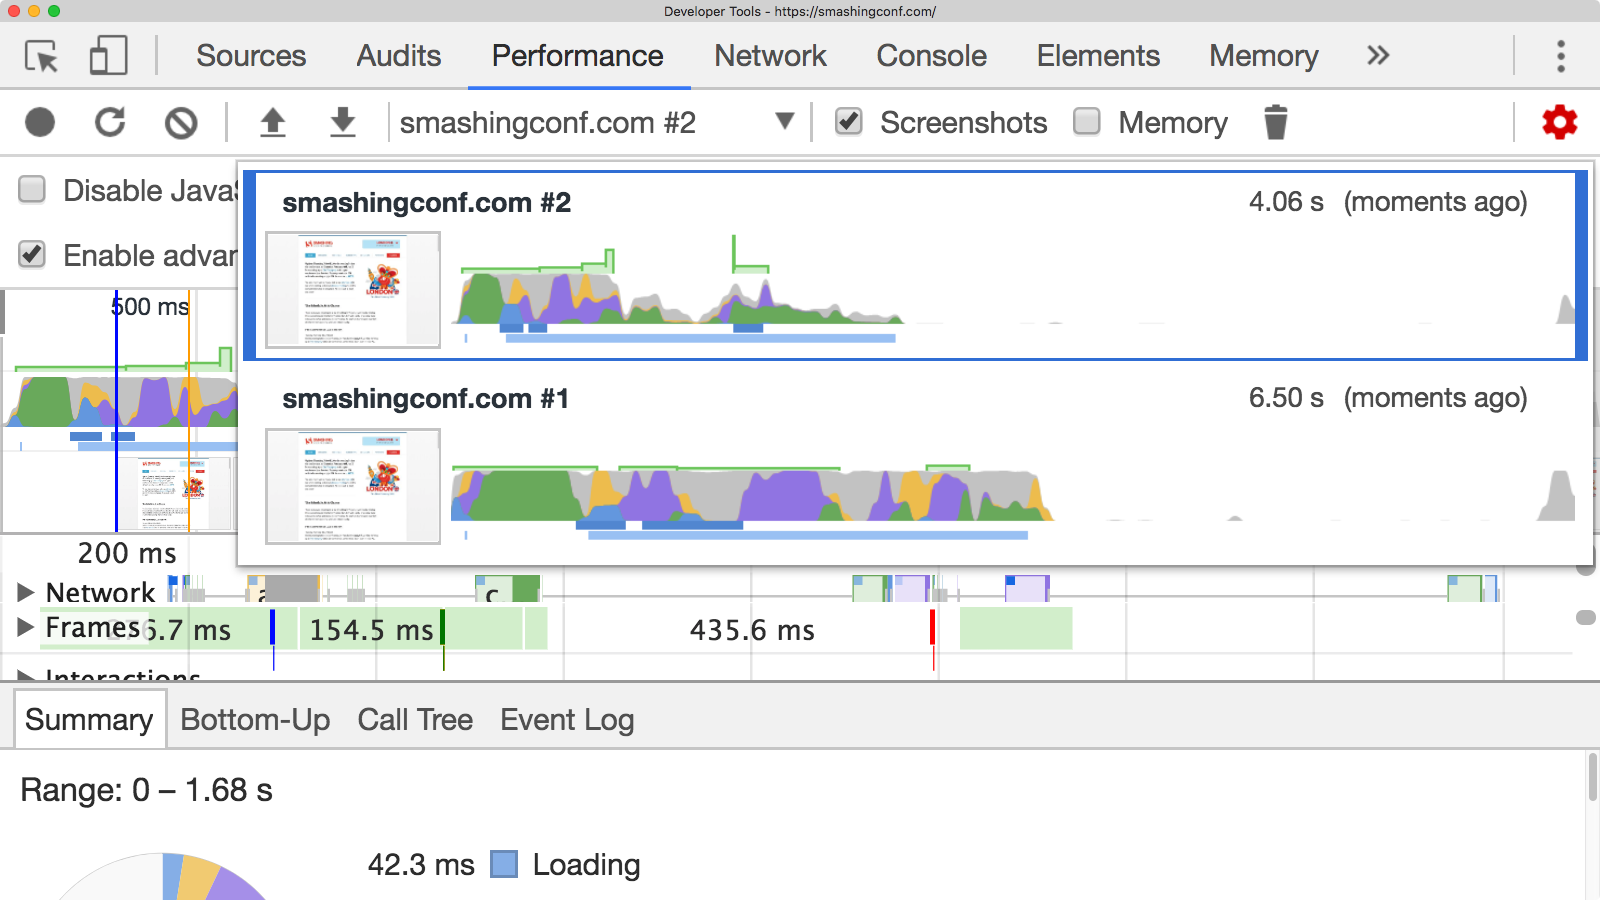 Developer Tools - https://smashingconf.com/
Sources Audits Performance Network Console Elements Memory »
smashingconf.com #2 Screenshots Memory
Disable Java
smashingconf.com #2 4.06 s (moments ago)
Enable advan
500 ms
smashingconf.com #1 6.50 s (moments ago)
LONDON
200 ms
Network a c
Frames 6.7 ms 154.5 ms 435.6 ms
Interactions
Summary Bottom-Up Call Tree Event Log
Range: 0 – 1.68 s
42.3 ms Loading